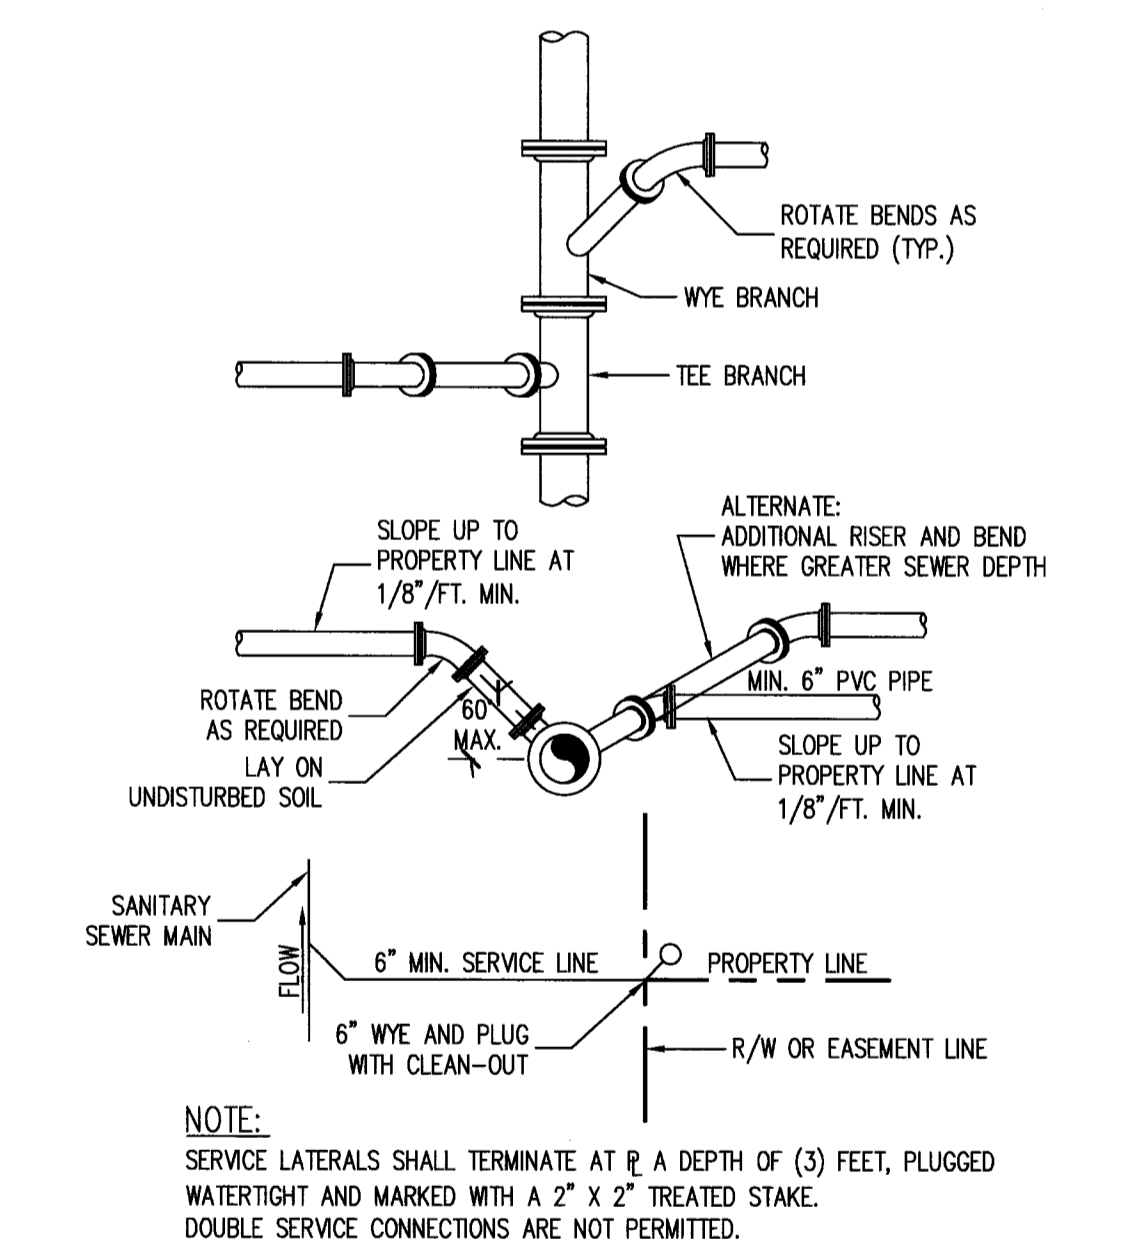 ROTATE BENDS AS
REQUIRED (TYP.)
WYE BRANCH
TEE BRANCH
ALTERNATE:
ADDITIONAL RISER AND BEND
WHERE GREATER SEWER DEPTH
SLOPE UP TO
PROPERTY LINE AT
1/8"/FT. MIN.
MIN. 6" PVC PIPE
ROTATE BEND
AS REQUIRED
60
MAX.
LAY ON
UNDISTURBED SOIL
SLOPE UP TO
PROPERTY LINE AT
1/8"/FT. MIN.
SANITARY
SEWER MAIN
FLOW
6" MIN. SERVICE LINE
PROPERTY LINE
6" WYE AND PLUG
WITH CLEAN-OUT
R/W OR EASEMENT LINE
NOTE:
SERVICE LATERALS SHALL TERMINATE AT ⅊ A DEPTH OF (3) FEET, PLUGGED
WATERTIGHT AND MARKED WITH A 2" X 2" TREATED STAKE.
DOUBLE SERVICE CONNECTIONS ARE NOT PERMITTED.